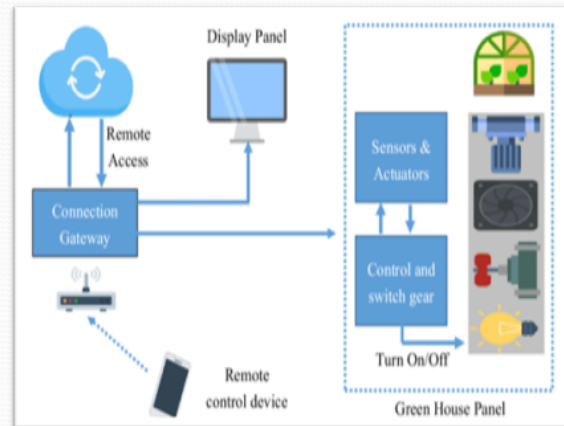 Display Panel
Remote
Access
Connection
Gateway
Sensors &
Actuators
Control and
switch gear
Turn On/Off
Remote
control device
Green House Panel